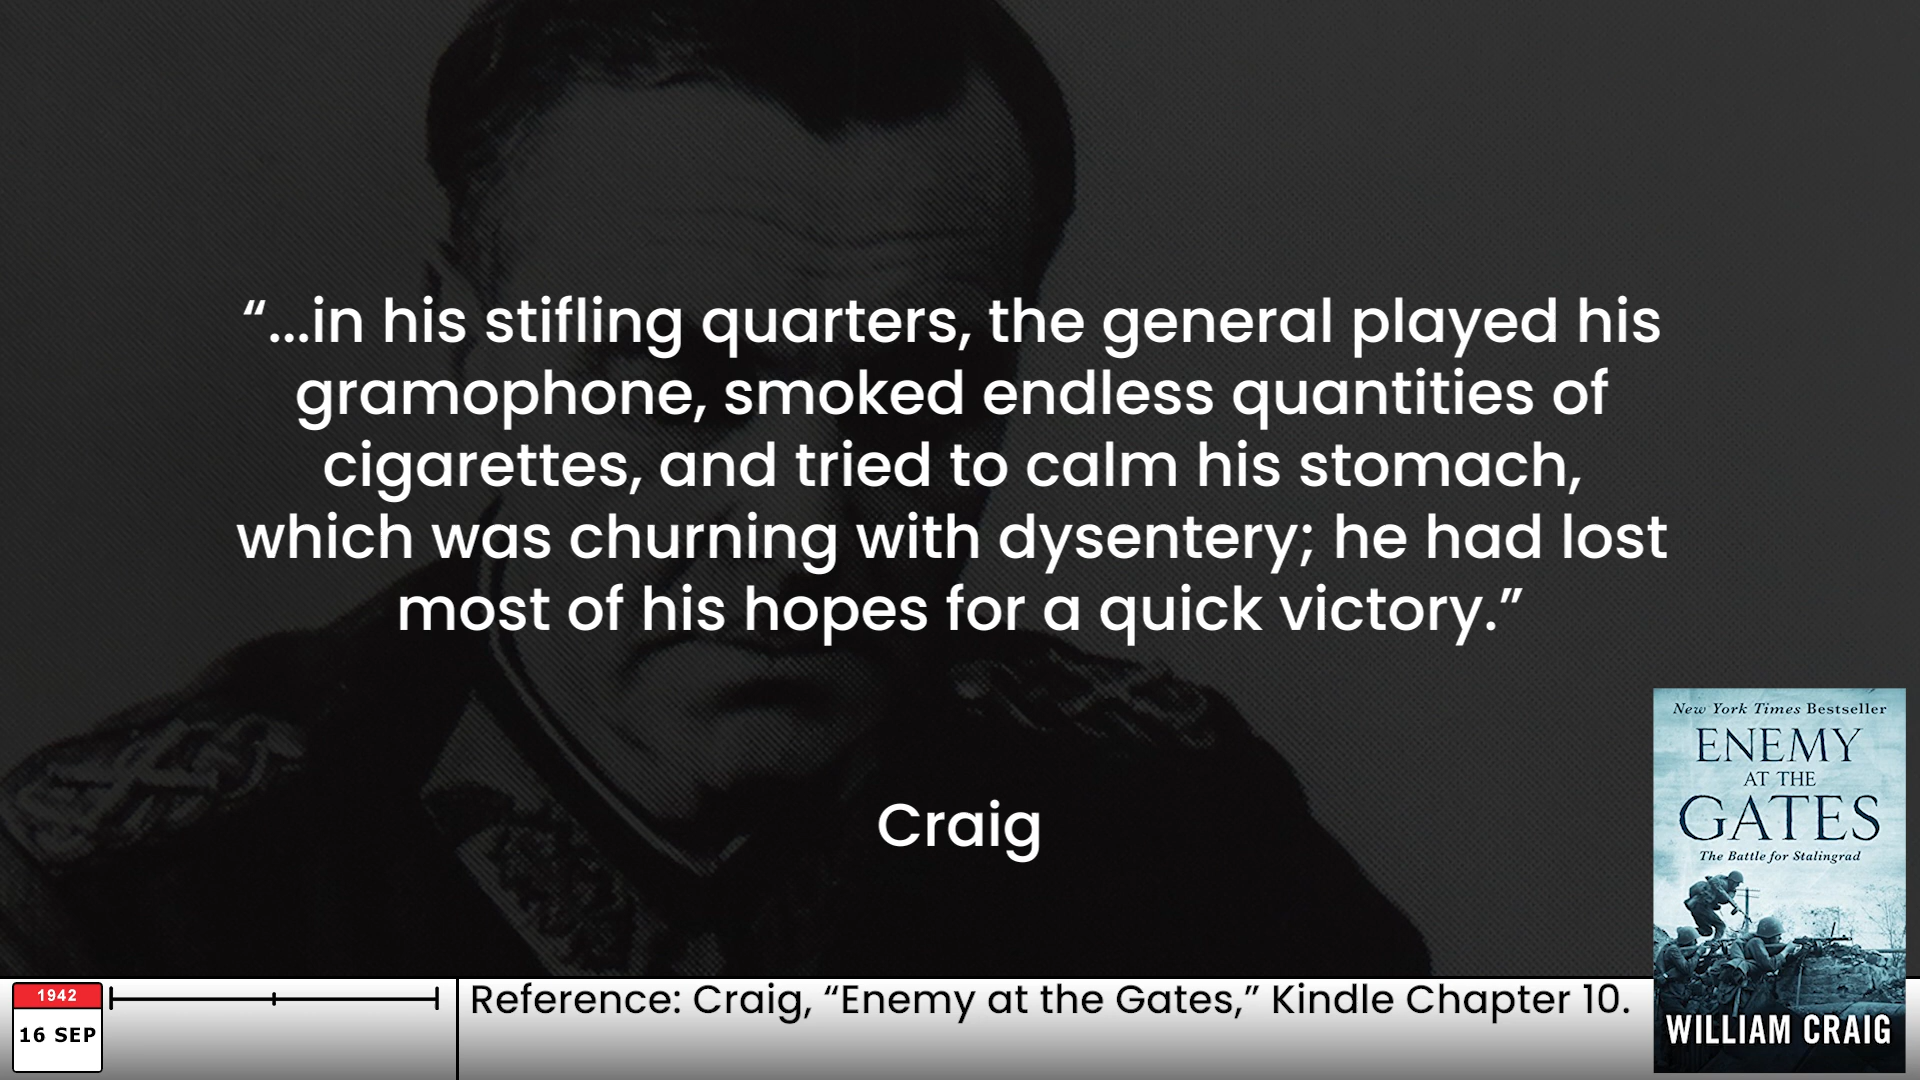 “...in his stifling quarters, the general played his
gramophone, smoked endless quantities of
cigarettes, and tried to calm his stomach,
which was churning with dysentery; he had lost
most of his hopes for a quick victory.”
Craig
New York Times Bestseller
ENEMY
AT THE
GATES
The Battle for Stalingrad
WILLIAM CRAIG
1942
16 SEP
Reference: Craig, “Enemy at the Gates,” Kindle Chapter 10.